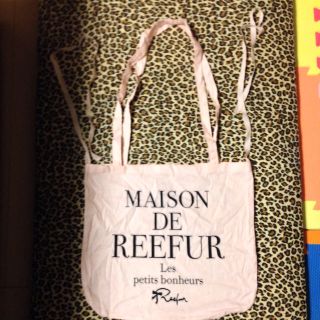 MAISON
DE
REEFUR
Les
petits bonheurs
Reefur